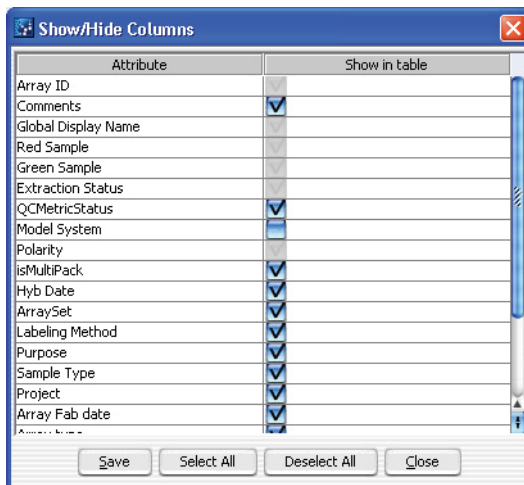 Show/Hide Columns
Attribute Show in table
Array ID
Comments
Global Display Name
Red Sample
Green Sample
Extraction Status
QCMetricStatus
Model System
Polarity
isMultiPack
Hyb Date
ArraySet
Labeling Method
Purpose
Sample Type
Project
Array Fab date
Save Select All Deselect All Close